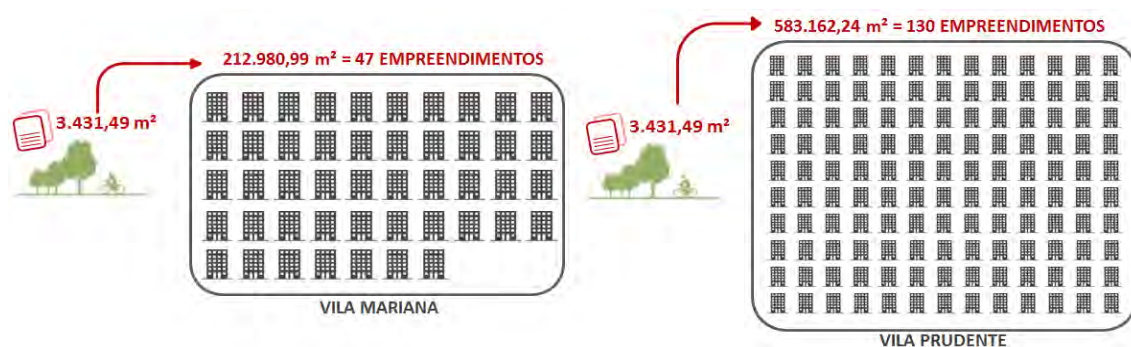 212.980,99 m² = 47 EMPREENDIMENTOS
3.431,49 m²
VILA MARIANA
583.162,24 m² = 130 EMPREENDIMENTOS
3.431,49 m²
VILA PRUDENTE